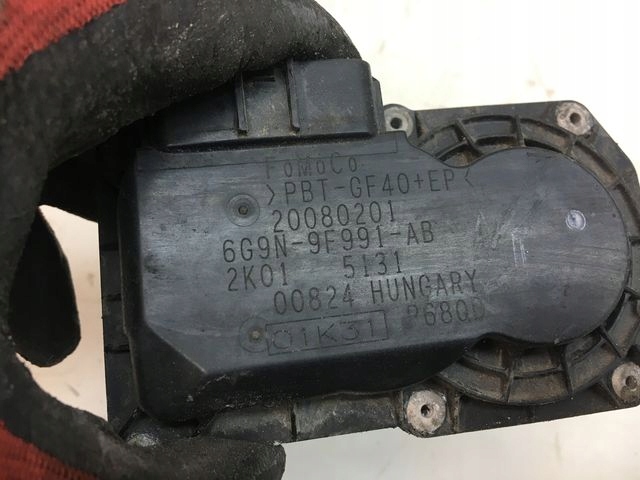 FoMoCo
>PBT-GF40+EP<
20080201
6G9N-9F991-AB
2K01 5131
00824 HUNGARY
01K31 P68QD